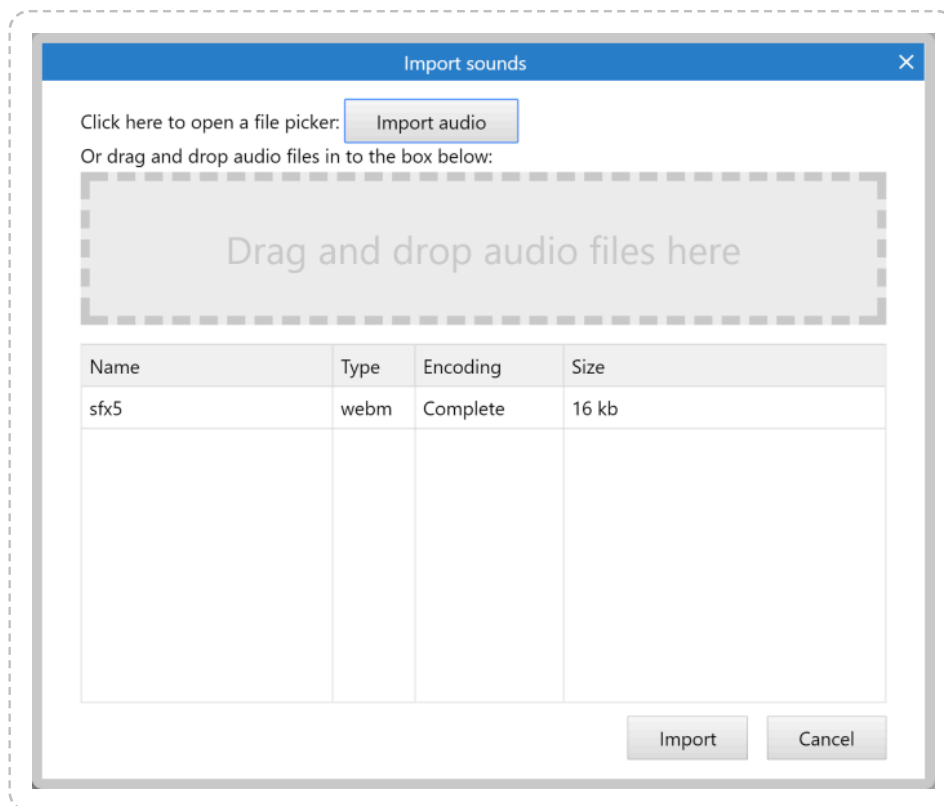 Import sounds
Click here to open a file picker: Import audio
Or drag and drop audio files in to the box below:
Drag and drop audio files here
Name Type Encoding Size
sfx5 webm Complete 16 kb
Import Cancel